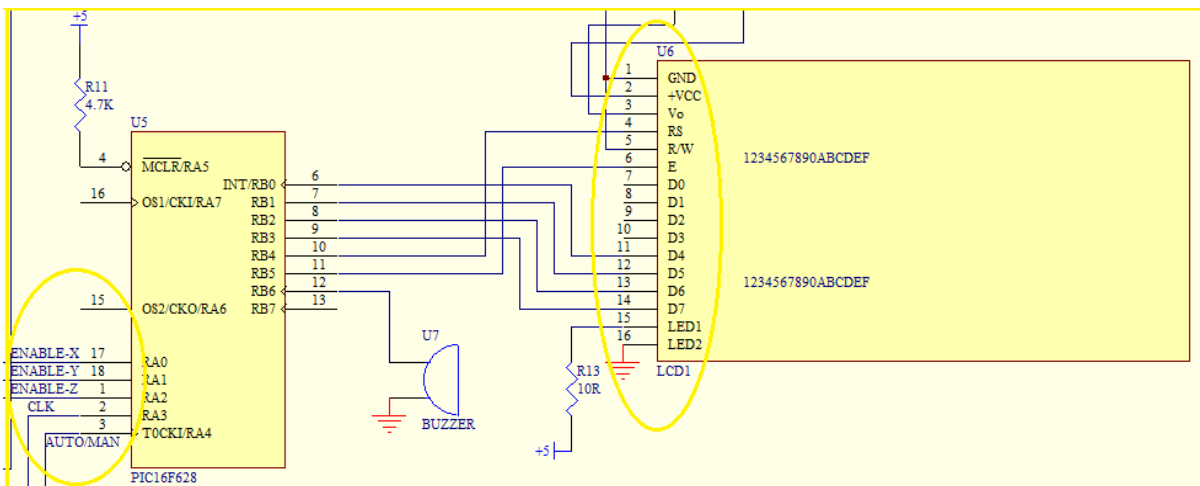 +5
R11
4.7K
U5
4
MCLR/RA5
16
OS1/CKI/RA7
15
OS2/CKO/RA6
ENABLE-X 17
RA0
ENABLE-Y 18
RA1
ENABLE-Z 1
RA2
CLK 2
RA3
3
T0CKI/RA4
AUTO/MAN
PIC16F628
INT/RB0 6
RB1 7
RB2 8
RB3 9
RB4 10
RB5 11
RB6 12
RB7 13
U7
BUZZER
R13
10R
+5
U6
1 GND
2 +VCC
3 Vo
4 RS
5 R/W
6 E
7 D0
8 D1
9 D2
10 D3
11 D4
12 D5
13 D6
14 D7
15 LED1
16 LED2
LCD1
1234567890ABCDEF
1234567890ABCDEF